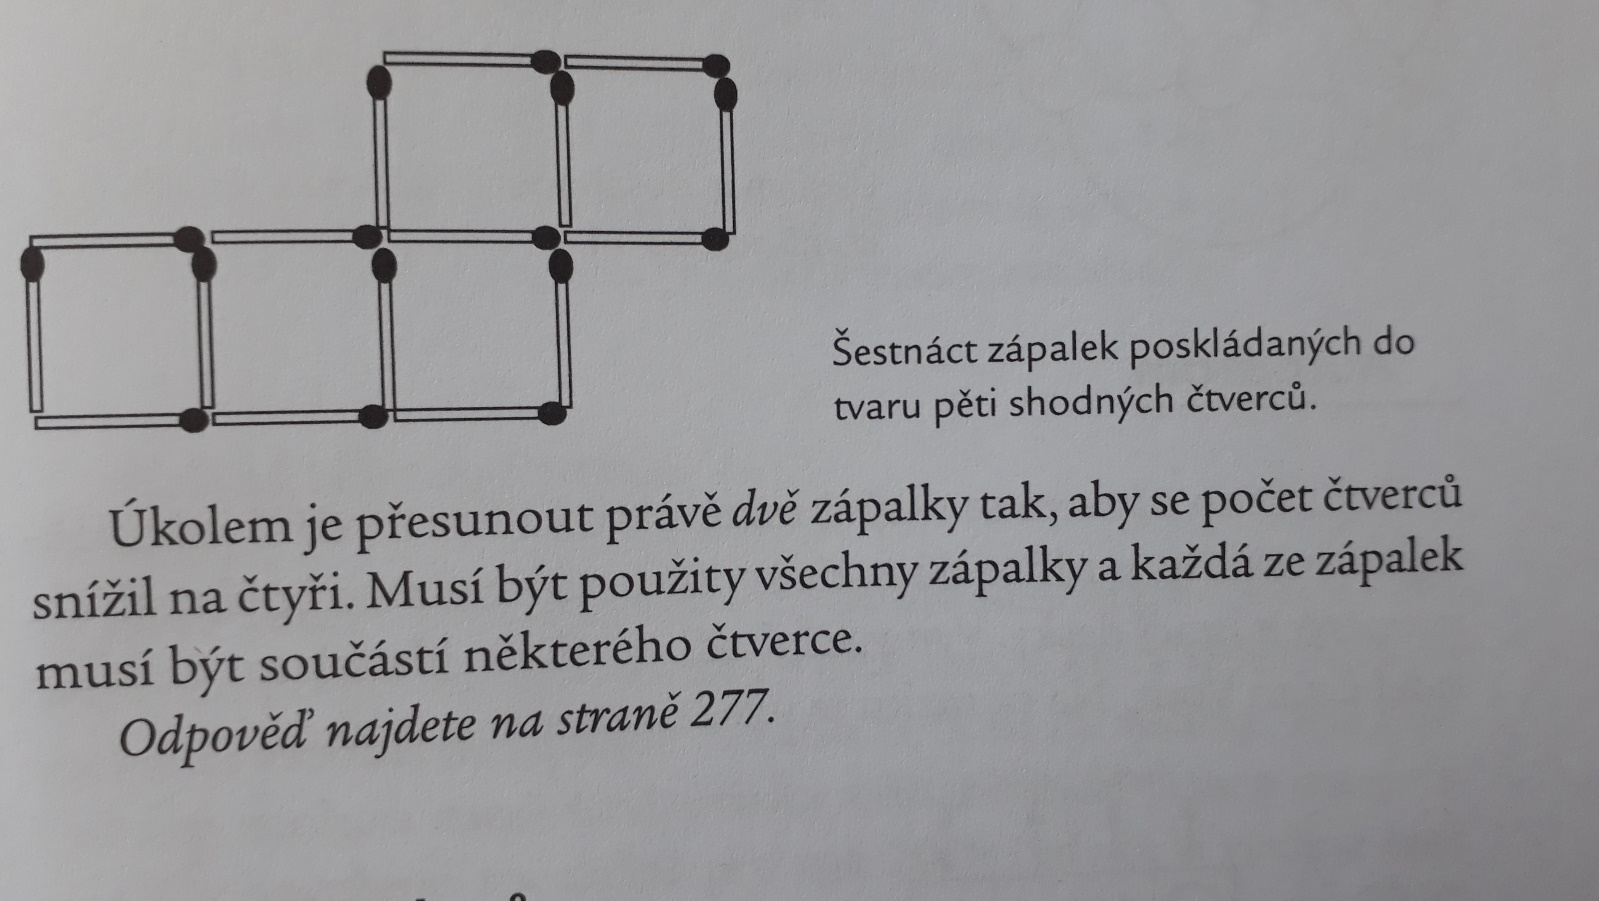 Šestnáct zápalek poskládaných do
tvaru pěti shodných čtverců.
Úkolem je přesunout právě dvě zápalky tak, aby se počet čtverců
snížil na čtyři. Musí být použity všechny zápalky a každá ze zápalek
musí být součástí některého čtverce.
Odpověď najdete na straně 277.